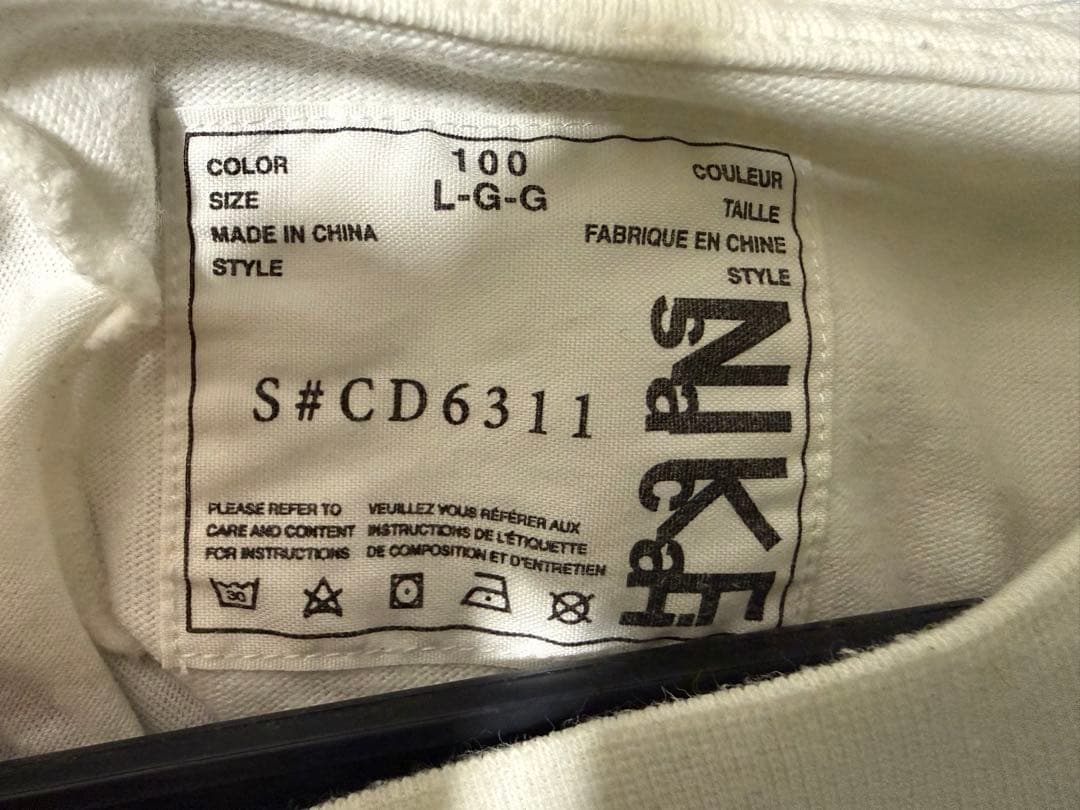 COLOR 100 COULEUR
SIZE L-G-G TAILLE
MADE IN CHINA FABRIQUE EN CHINE
STYLE STYLE
S#CD6311
PLEASE REFER TO
CARE AND CONTENT
FOR INSTRUCTIONS
VEUILLEZ VOUS RÉFÉRER AUX
INSTRUCTIONS DE L'ÉTIQUETTE
DE COMPOSITION ET D'ENTRETIEN
30
NIKE
sacai